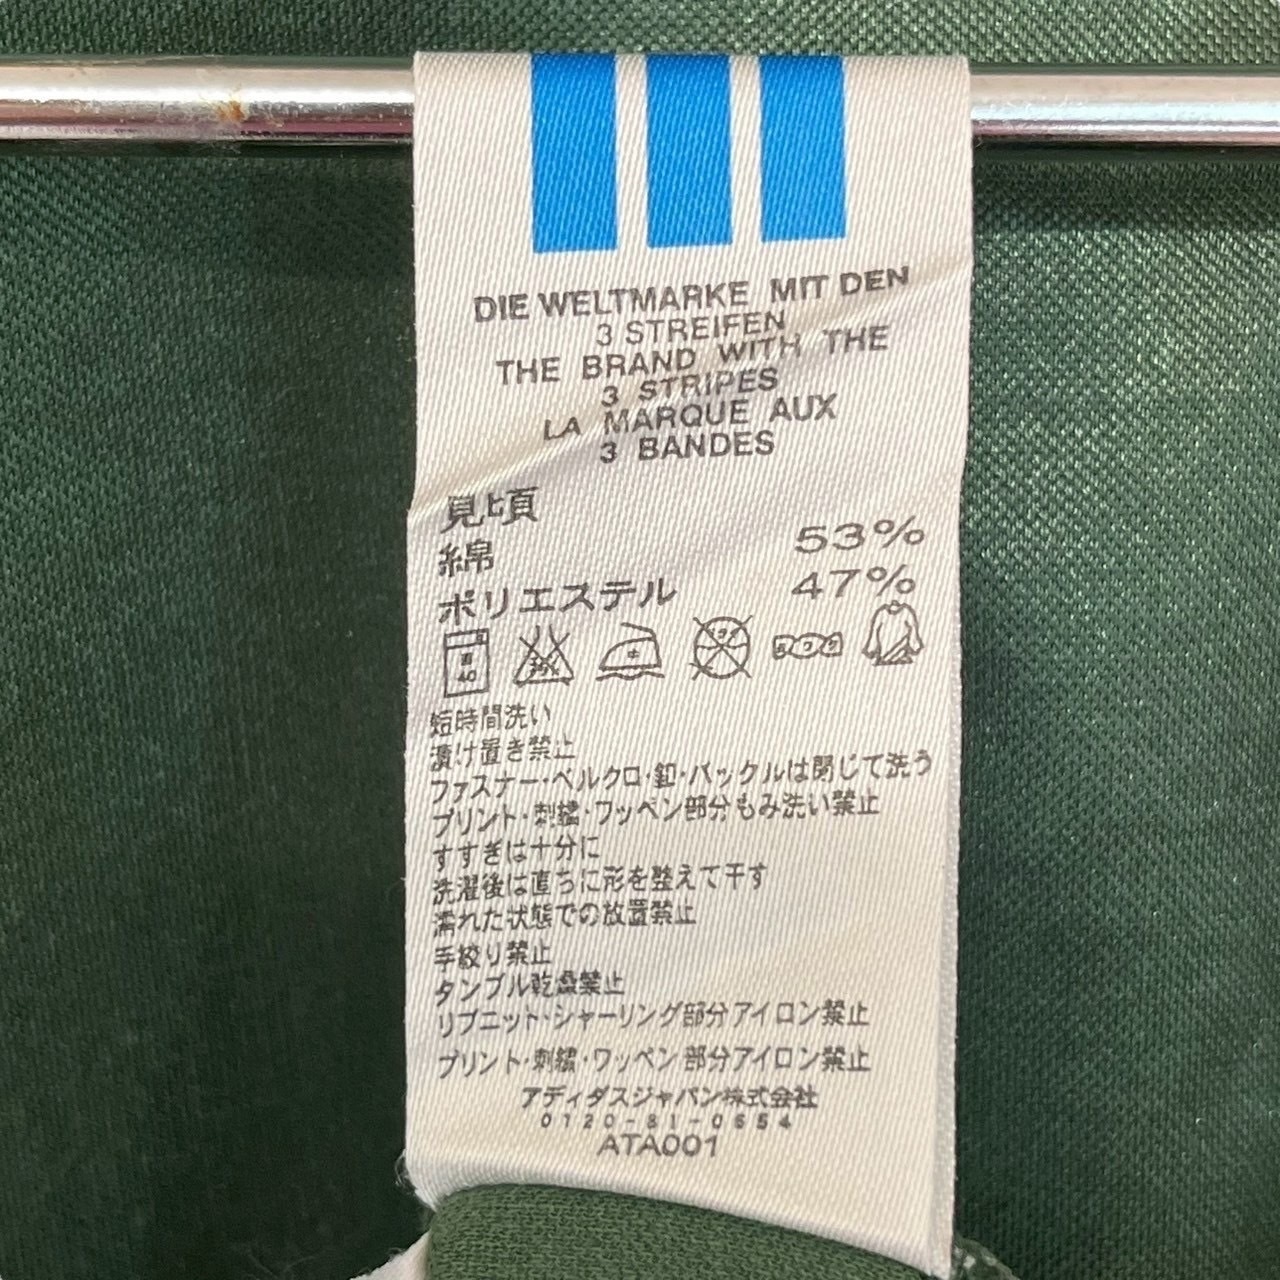 DIE WELTMARKE MIT DEN
3 STREIFEN
THE BRAND WITH THE
3 STRIPES
LA MARQUE AUX
3 BANDES
綿 53%
ポリエステル 47%
40
短時間洗い
漬け置き禁止
ファスナー・ベルクロ・釦・バックルは閉じて洗う
プリント・刺繍・ワッペン部分もみ洗い禁止
すすぎは十分に
洗濯後は直ちに形を整えて干す
濡れた状態での放置禁止
手絞り禁止
タンブル乾燥禁止
リブニット・シャーリング部分アイロン禁止
プリント・刺繍・ワッペン部分アイロン禁止
アディダスジャパン株式会社
0120-81-0654
ATA001